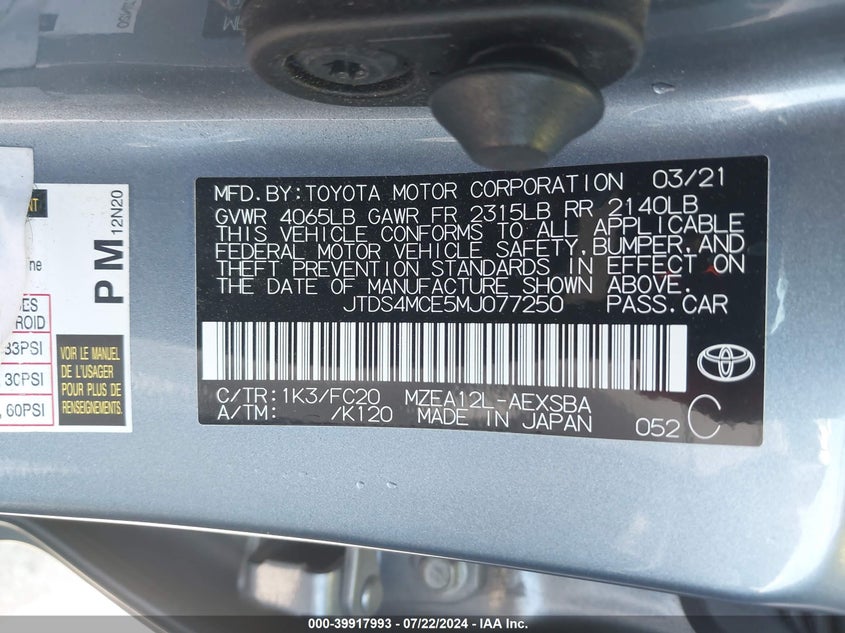 MFD.BY:TOYOTA MOTOR CORPORATION 03/21
GVWR 4065LB GAWR FR 2315LB RR 2140LB
THIS VEHICLE CONFORMS TO ALL APPLICABLE
FEDERAL MOTOR VEHICLE SAFETY,BUMPER,AND
THEFT PREVENTION STANDARDS IN EFFECT ON
THE DATE OF MANUFACTURE SHOWN ABOVE.
JTDS4MCE5MJ077250 PASS.CAR
C/TR:1K3/FC20 MZEA12L-AEXSBA
A/TM: /K120 MADE IN JAPAN 052 C
PM
12N20
VOIR LE MANUEL
DE L'USAGER
POUR PLUS DE
RENSEIGNEMENTS
33PSI
60PSI
000-39917993 / 07/22/2024 - IAA Inc.